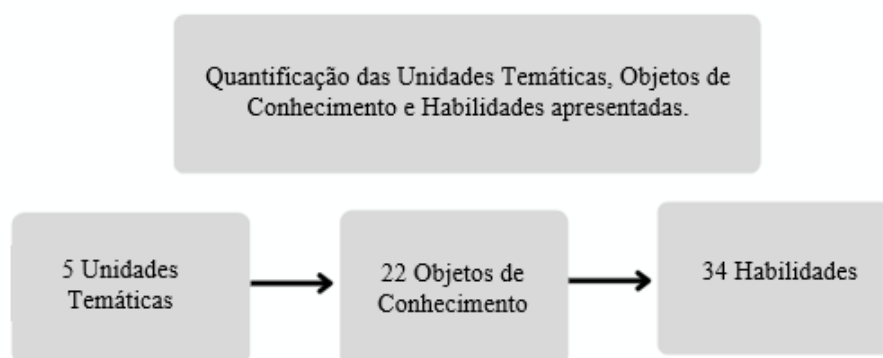 Quantificação das Unidades Temáticas, Objetos de
Conhecimento e Habilidades apresentadas.
5 Unidades
Temáticas
22 Objetos de
Conhecimento
34 Habilidades